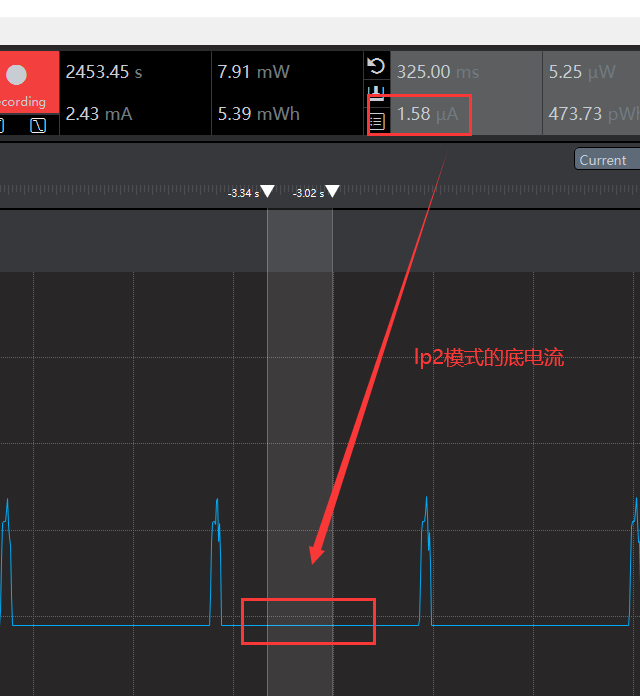 2453.45 s
7.91 mW
325.00 ms
5.25 µW
ecording
2.43 mA
5.39 mWh
1.58 µA
473.73 pWh
Current
-3.34 s
-3.02 s
lp2模式的底电流